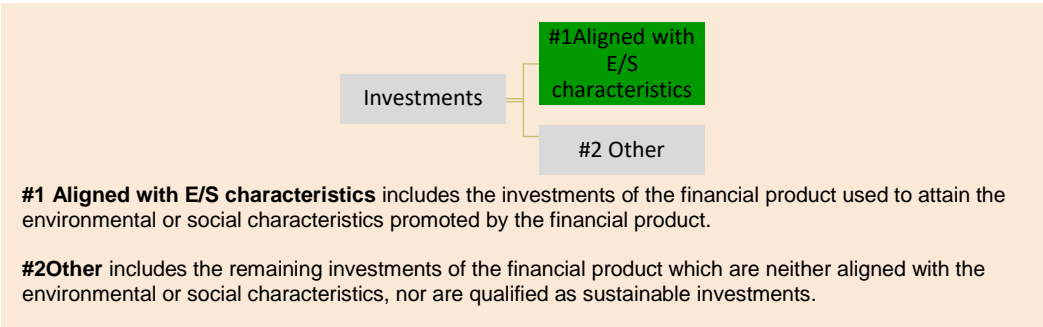 #1Aligned with
E/S
characteristics
Investments
#2 Other
#1 Aligned with E/S characteristics includes the investments of the financial product used to attain the
environmental or social characteristics promoted by the financial product.
#2Other includes the remaining investments of the financial product which are neither aligned with the
environmental or social characteristics, nor are qualified as sustainable investments.